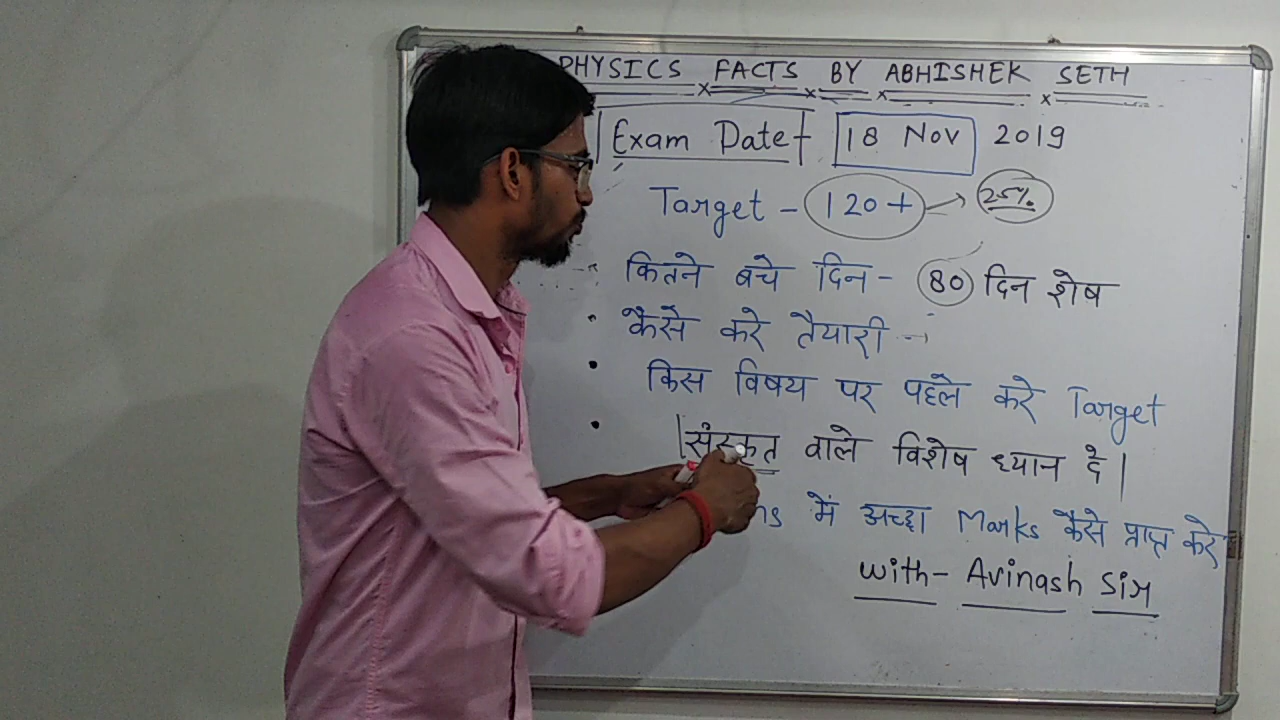 PHYSICS FACTS BY ABHISHEK SETH
Exam Date 18 Nov 2019
Target - 120+ → 25%
कितने बचे दिन - 80 दिन शेष
कैसे करे तैयारी -
किस विषय पर पहले करे Target
संस्कृत वाले विशेष ध्यान दे |
में अच्छा Marks कैसे प्राप्त करे
with - Avinash Sir